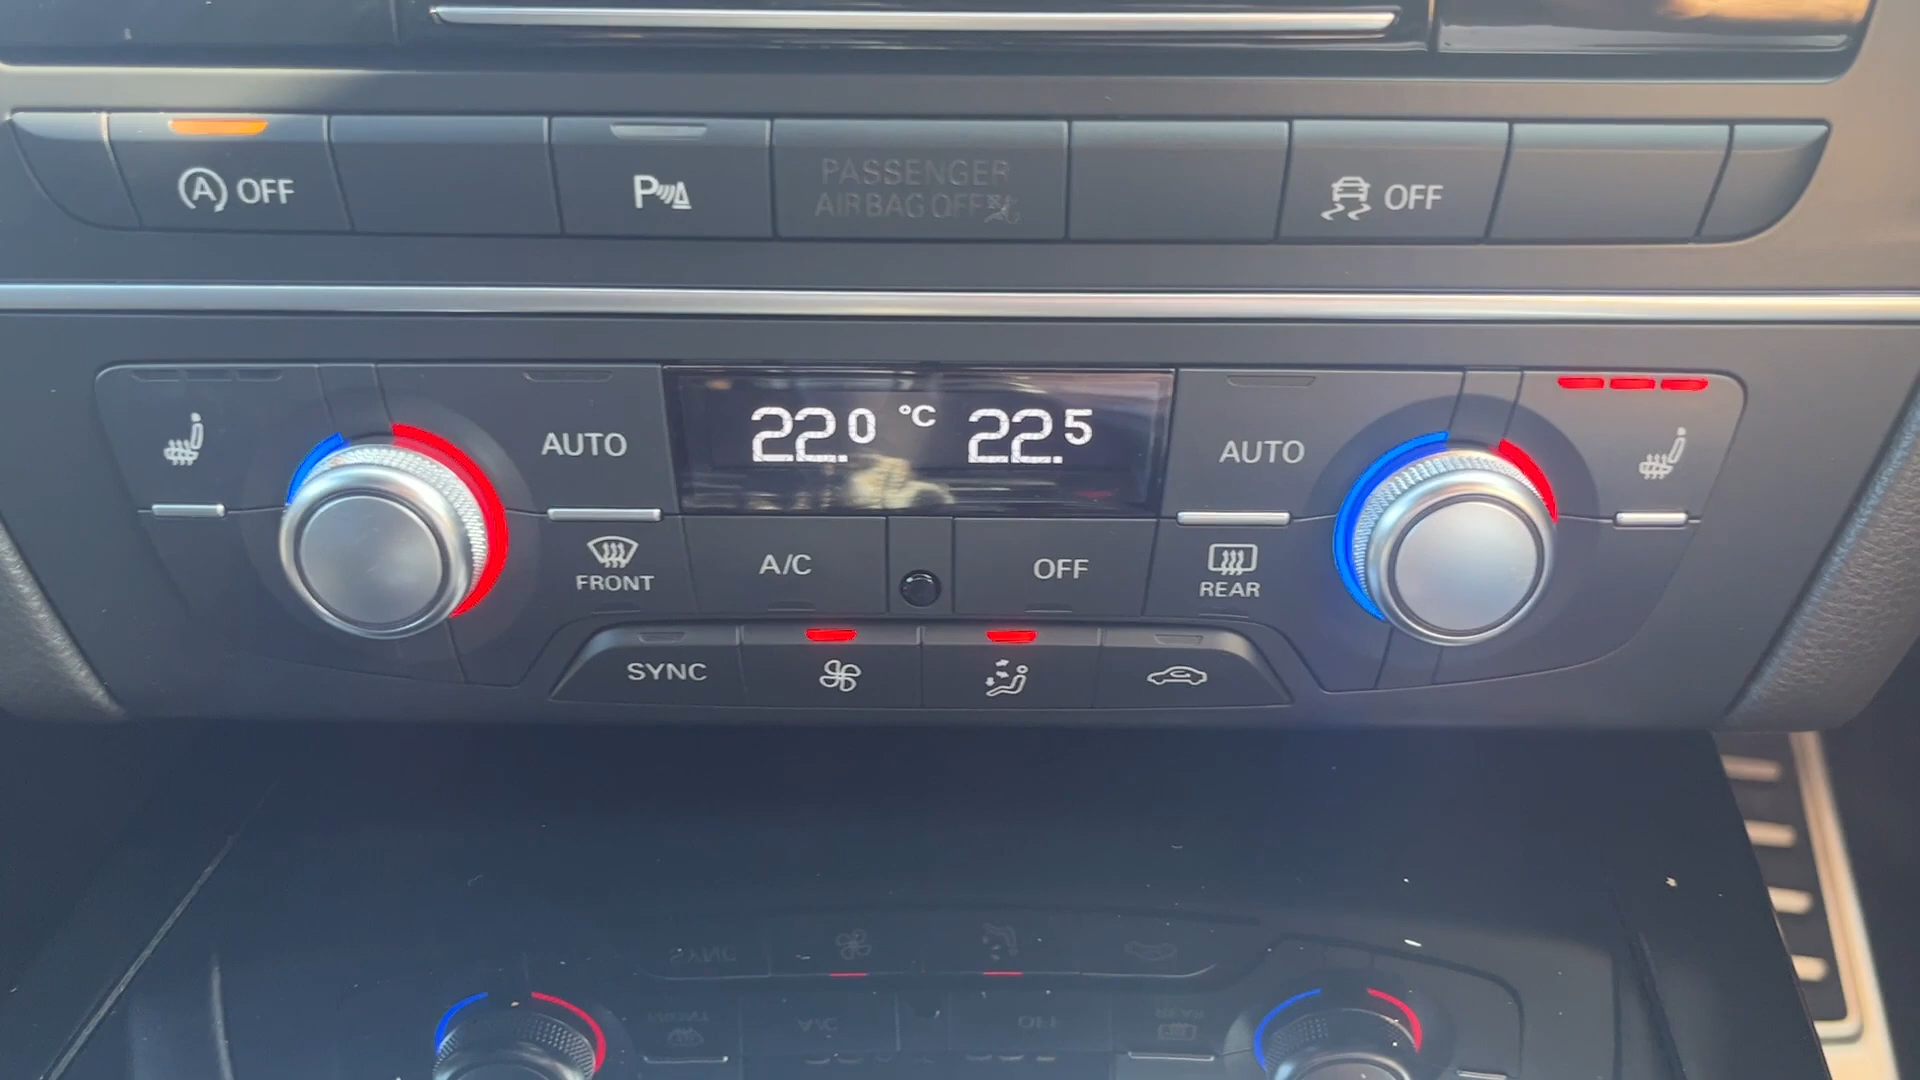 A OFF
P
PASSENGER
AIRBAG OFF
OFF
AUTO
22.0 °C 22.5
AUTO
FRONT
A/C
OFF
REAR
SYNC